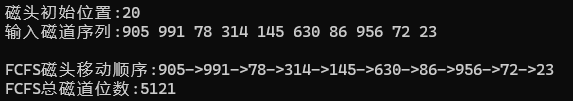 磁头初始位置:20
输入磁道序列:905 991 78 314 145 630 86 956 72 23
FCFS磁头移动顺序:905->991->78->314->145->630->86->956->72->23
FCFS总磁道位数:5121